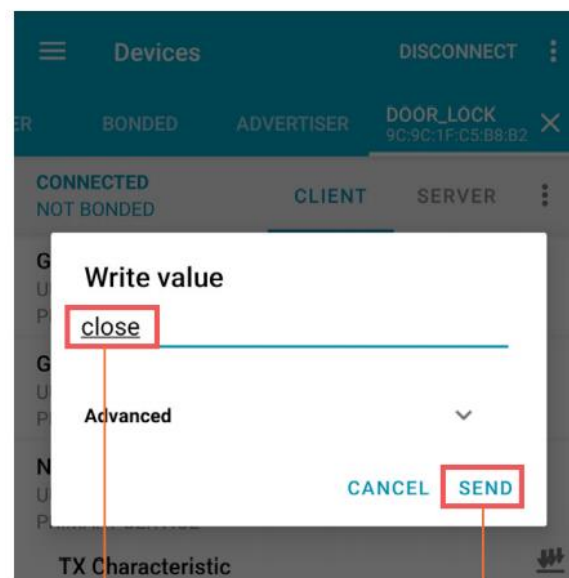 Devices DISCONNECT
ER BONDED ADVERTISER DOOR_LOCK
9C:9C:1F:C5:B8:B2
CONNECTED CLIENT SERVER
NOT BONDED
G
U
P
Write value
close
G
U
P
Advanced
N
U
CANCEL SEND
TX Characteristic